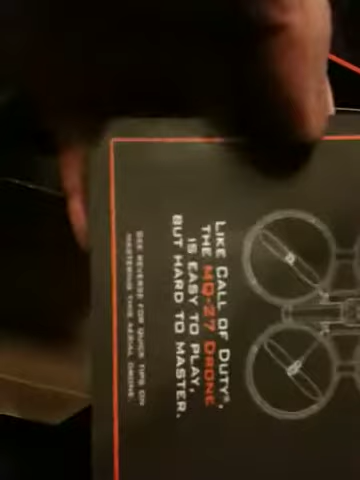 LIKE CALL OF DUTY®,
THE MQ-27 DRONE
IS EASY TO PLAY,
BUT HARD TO MASTER.
SEE REVERSE FOR QUICK TIPS ON
MASTERING THIS AERIAL DRONE.